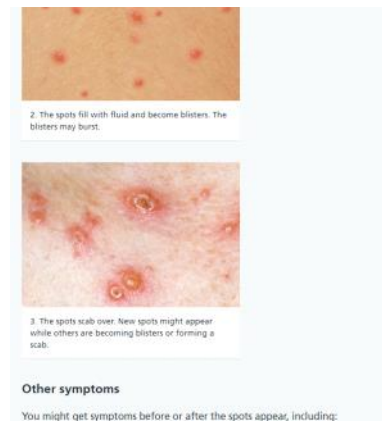 2. The spots fill with fluid and become blisters. The
blisters may burst.
3. The spots scab over. New spots might appear
while others are becoming blisters or forming a
scab.
Other symptoms
You might get symptoms before or after the spots appear, including: